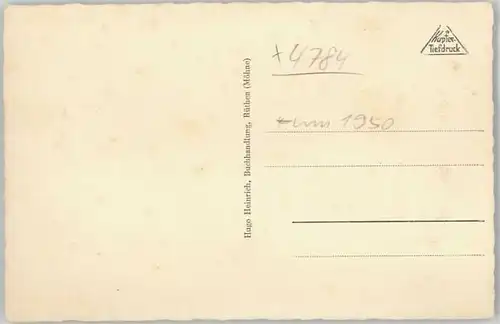 Kupfer-
Tiefdruck
+4784
um 1950
Hugo Heinrich, Buchhandlung, Rüthen (Möhne)